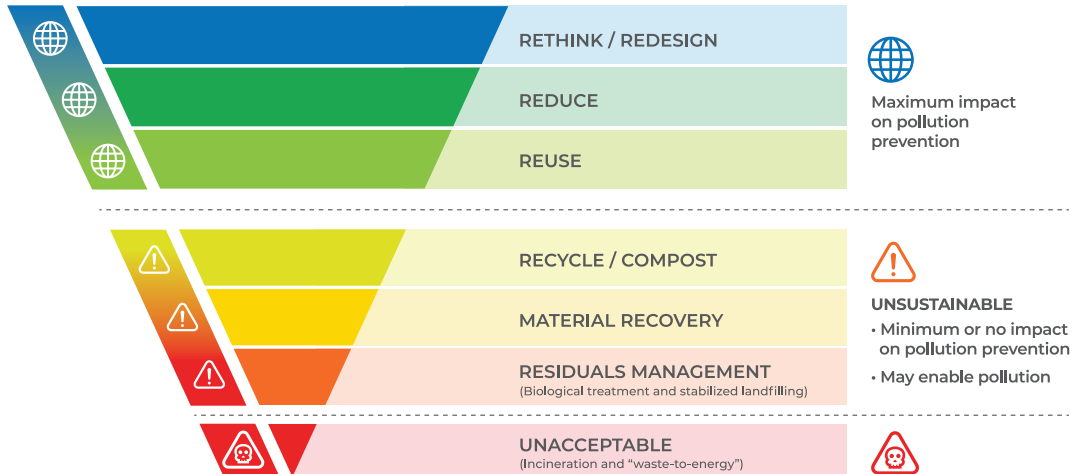 RETHINK / REDESIGN
REDUCE
REUSE
Maximum impact
on pollution
prevention
RECYCLE / COMPOST
MATERIAL RECOVERY
RESIDUALS MANAGEMENT
(Biological treatment and stabilized landfilling)
UNSUSTAINABLE
• Minimum or no impact
on pollution prevention
• May enable pollution
UNACCEPTABLE
(Incineration and “waste-to-energy”)